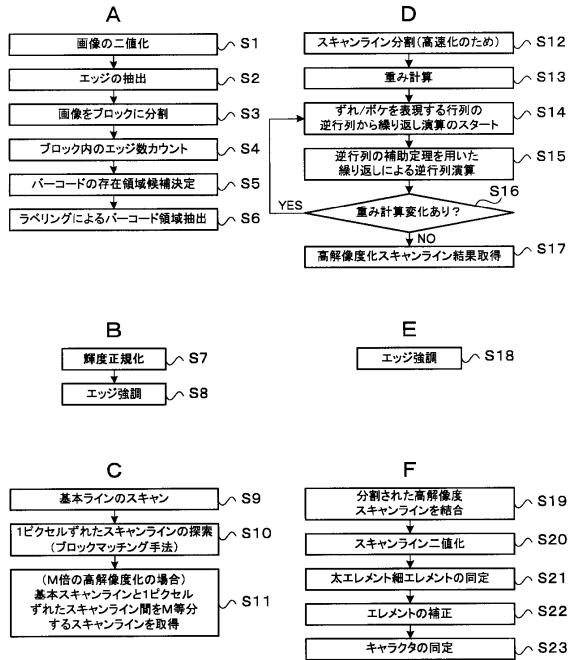 A
画像の二値化
S1
エッジの抽出
S2
画像をブロックに分割
S3
ブロック内のエッジ数カウント
S4
バーコードの存在領域候補決定
S5
ラベリングによるバーコード領域抽出
S6
B
輝度正規化
S7
エッジ強調
S8
C
基本ラインのスキャン
S9
1ピクセルずれたスキャンラインの探索
(ブロックマッチング手法)
S10
(M倍の高解像度化の場合)
基本スキャンラインと1ピクセル
ずれたスキャンライン間をM等分
するスキャンラインを取得
S11
D
スキャンライン分割(高速化のため)
S12
重み計算
S13
ずれ/ボケを表現する行列の
逆行列から繰り返し演算のスタート
S14
逆行列の補助定理を用いた
繰り返しによる逆行列演算
S15
S16
YES
重み計算変化あり?
NO
高解像度化スキャンライン結果取得
S17
E
エッジ強調
S18
F
分割された高解像度
スキャンラインを結合
S19
スキャンライン二値化
S20
太エレメント細エレメントの同定
S21
エレメントの補正
S22
キャラクタの同定
S23